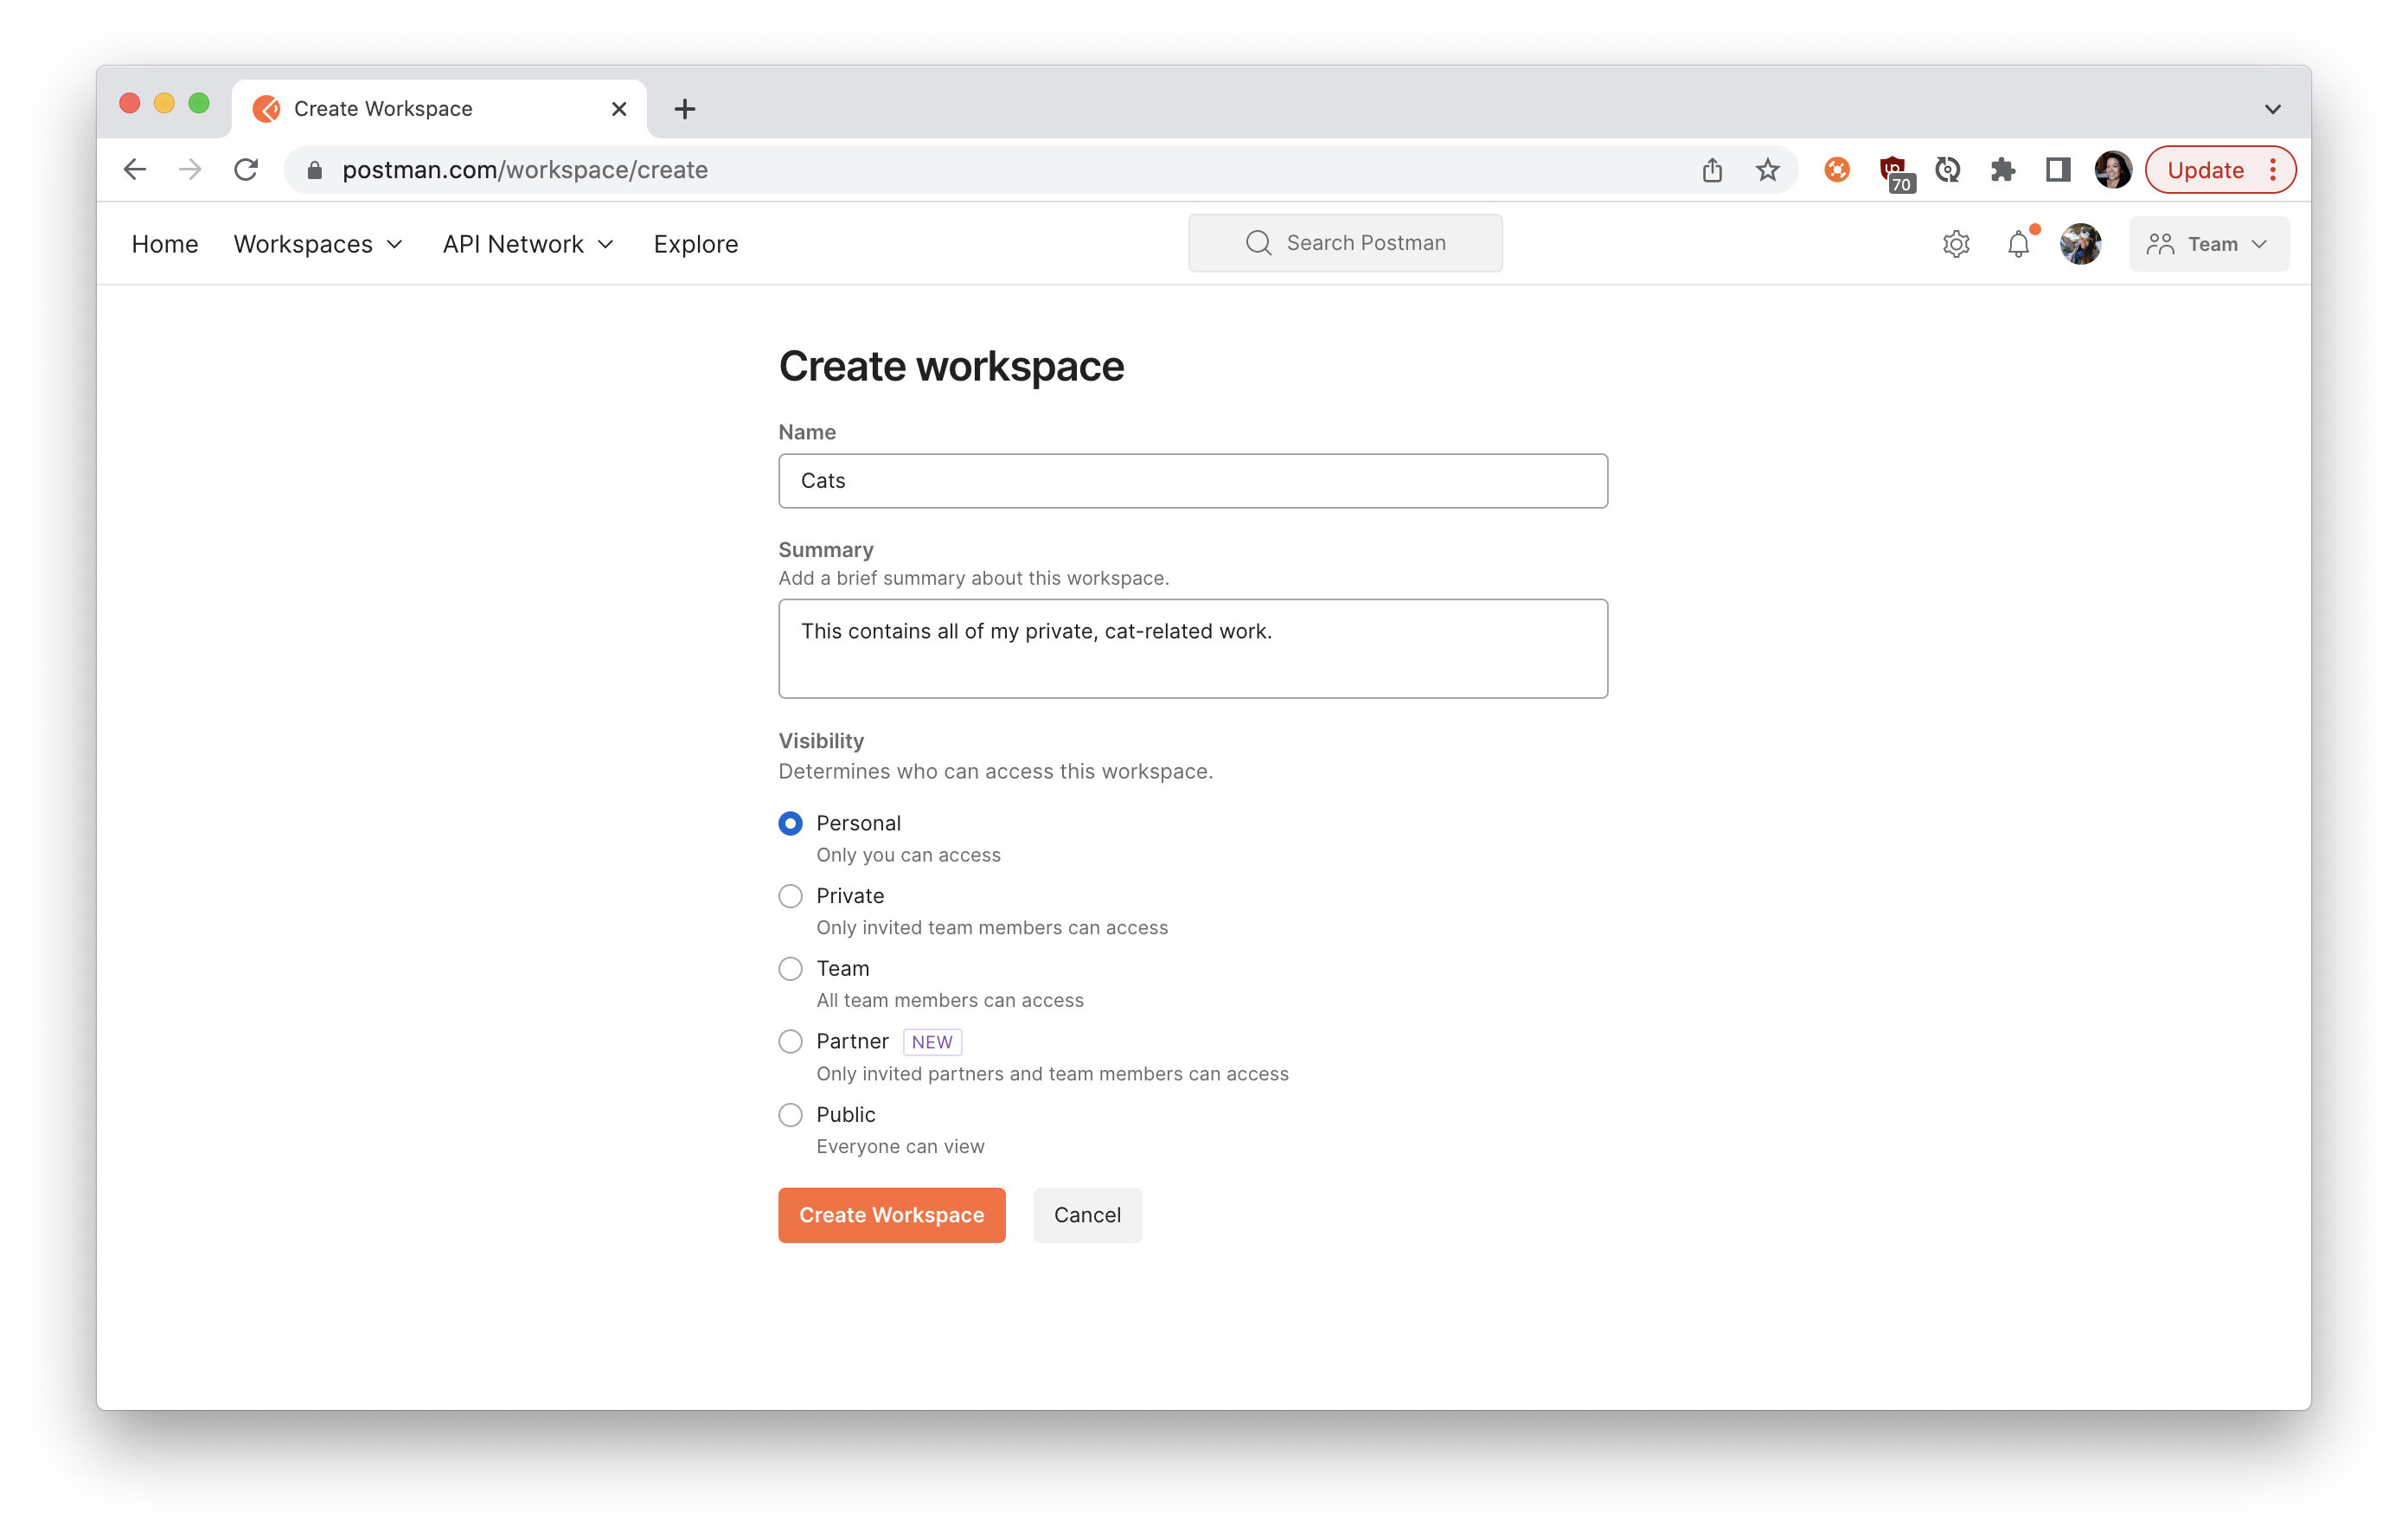 Create Workspace
postman.com/workspace/create
70
Update
Home Workspaces API Network Explore
Search Postman
Team
Create workspace
Name
Cats
Summary
Add a brief summary about this workspace.
This contains all of my private, cat-related work.
Visibility
Determines who can access this workspace.
Personal
Only you can access
Private
Only invited team members can access
Team
All team members can access
Partner NEW
Only invited partners and team members can access
Public
Everyone can view
Create Workspace Cancel